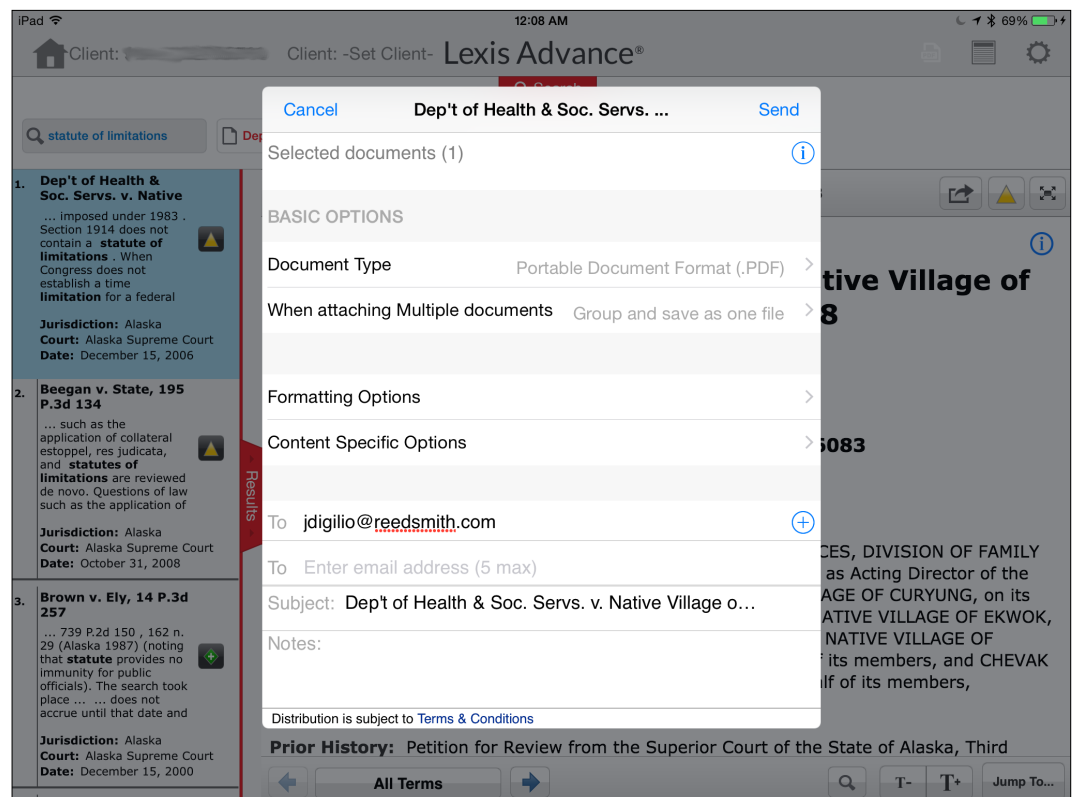 iPad
12:08 AM
69%
Client:
Client: -Set Client-
Lexis Advance®
Search
statute of limitations
Dep
Cancel
Dep't of Health & Soc. Servs. ...
Send
Selected documents (1)
BASIC OPTIONS
Document Type
Portable Document Format (.PDF)
When attaching Multiple documents
Group and save as one file
Formatting Options
Content Specific Options
To jdigilio@reedsmith.com
To Enter email address (5 max)
Subject: Dep't of Health & Soc. Servs. v. Native Village o…
Notes:
Distribution is subject to Terms & Conditions
1. Dep't of Health &
Soc. Servs. v. Native
... imposed under 1983 .
Section 1914 does not
contain a statute of
limitations . When
Congress does not
establish a time
limitation for a federal
Jurisdiction: Alaska
Court: Alaska Supreme Court
Date: December 15, 2006
2. Beegan v. State, 195
P.3d 134
... such as the
application of collateral
estoppel, res judicata,
and statutes of
limitations are reviewed
de novo. Questions of law
such as the application of
Jurisdiction: Alaska
Court: Alaska Supreme Court
Date: October 31, 2008
3. Brown v. Ely, 14 P.3d
257
... 739 P.2d 150 , 162 n.
29 (Alaska 1987) (noting
that statute provides no
immunity for public
officials). The search took
place ... ... does not
accrue until that date and
Jurisdiction: Alaska
Court: Alaska Supreme Court
Date: December 15, 2000
Results
tive Village of
8
6083
CES, DIVISION OF FAMILY
as Acting Director of the
AGE OF CURYUNG, on its
ATIVE VILLAGE OF EKWOK,
NATIVE VILLAGE OF
its members, and CHEVAK
lf of its members,
Prior History: Petition for Review from the Superior Court of the State of Alaska, Third
All Terms
T-
T+
Jump To...